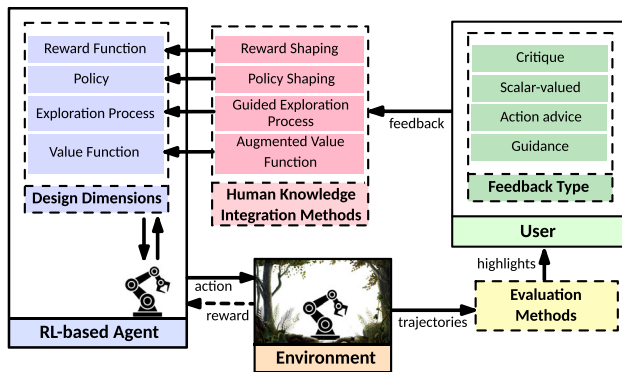 Reward Function
Policy
Exploration Process
Value Function
Design Dimensions
RL-based Agent
Reward Shaping
Policy Shaping
Guided Exploration
Process
Augmented Value
Function
Human Knowledge
Integration Methods
feedback
Critique
Scalar-valued
Action advice
Guidance
Feedback Type
User
highlights
Evaluation
Methods
action
reward
trajectories
Environment